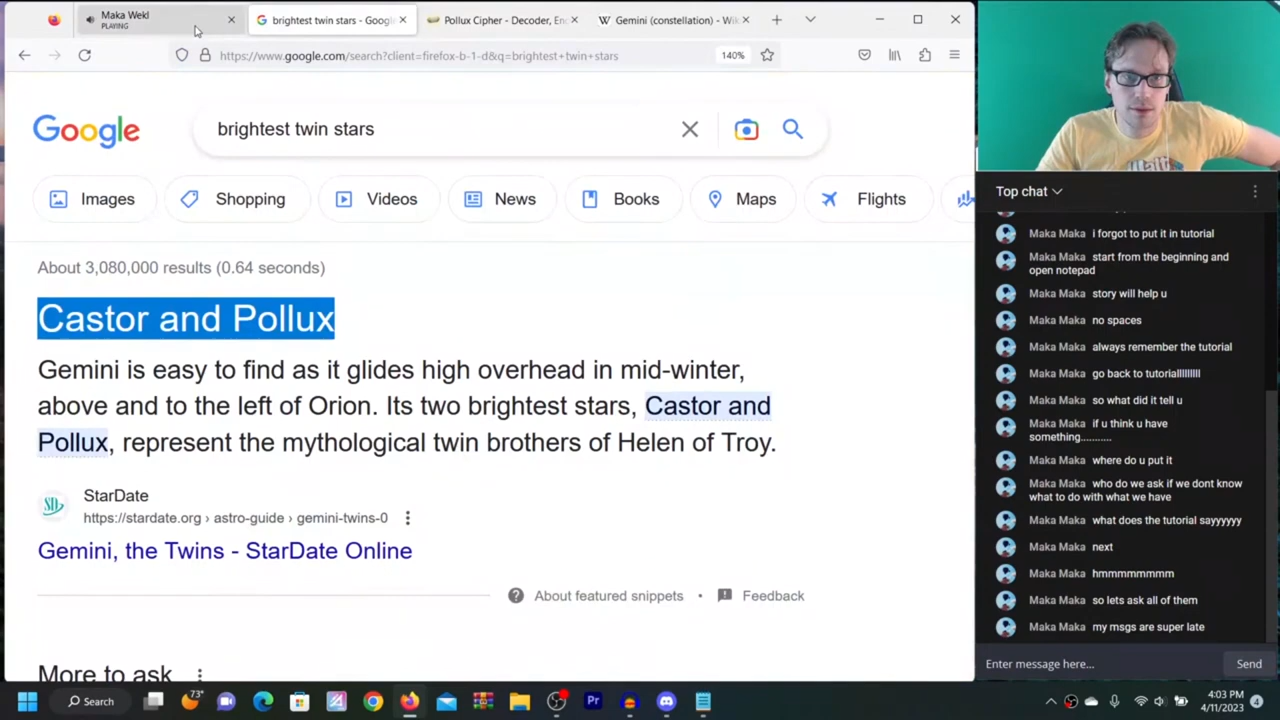 Maka Wekl
PLAYING
brightest twin stars - Google
Pollux Cipher - Decoder, En
Gemini (constellation) - Wik
https://www.google.com/search?client=firefox-b-1-d&q=brightest+twin+stars
140%
Google
brightest twin stars
Images
Shopping
Videos
News
Books
Maps
Flights
About 3,080,000 results (0.64 seconds)
Castor and Pollux
Gemini is easy to find as it glides high overhead in mid-winter,
above and to the left of Orion. Its two brightest stars, Castor and
Pollux, represent the mythological twin brothers of Helen of Troy.
StarDate
https://stardate.org › astro-guide › gemini-twins-0
Gemini, the Twins - StarDate Online
About featured snippets
Feedback
More to ask
Top chat
Maka Maka i forgot to put it in tutorial
Maka Maka start from the beginning and
open notepad
Maka Maka story will help u
Maka Maka no spaces
Maka Maka always remember the tutorial
Maka Maka go back to tutorialllllllll
Maka Maka so what did it tell u
Maka Maka if u think u have
something...........
Maka Maka where do u put it
Maka Maka who do we ask if we dont know
what to do with what we have
Maka Maka what does the tutorial sayyyyyy
Maka Maka next
Maka Maka hmmmmmmmm
Maka Maka so lets ask all of them
Maka Maka my msgs are super late
Enter message here...
Send
73°
Search
Pr
4:03 PM
4/11/2023
4